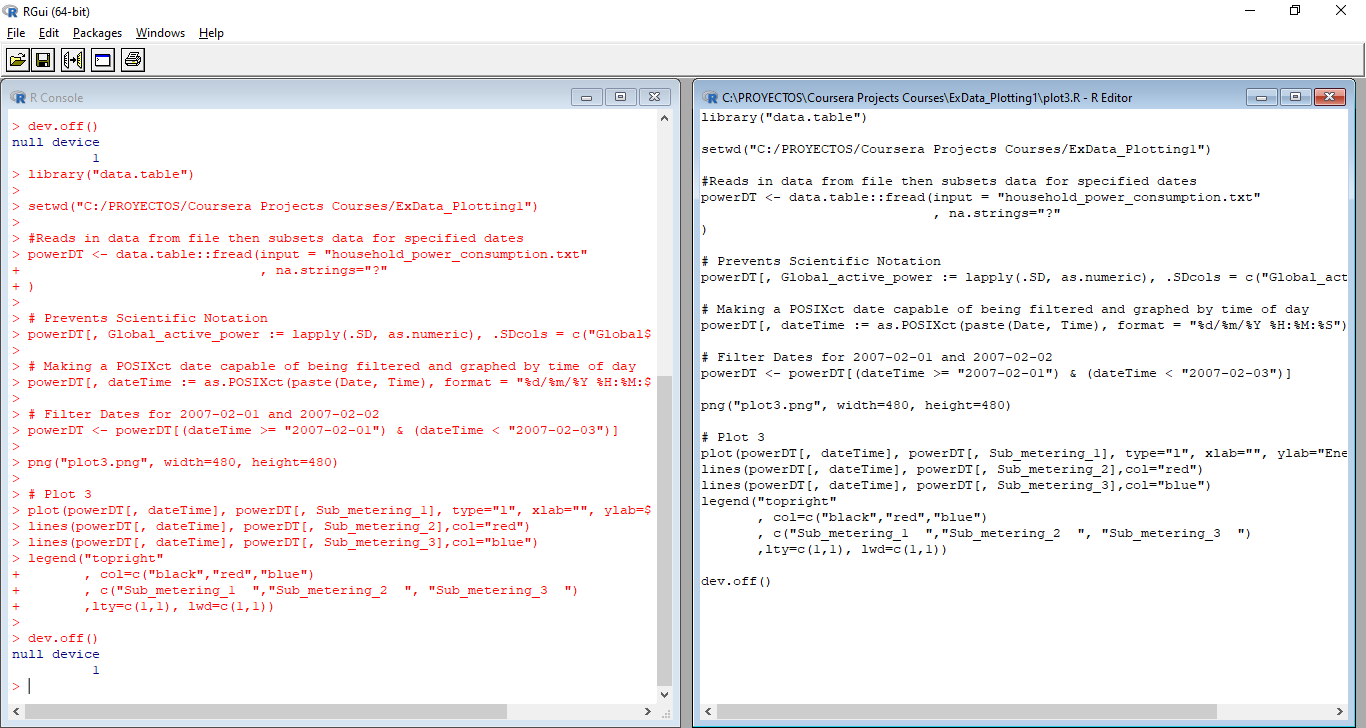 RGui (64-bit)
File Edit Packages Windows Help
R Console
> dev.off()
null device
          1
> library("data.table")
>
> setwd("C:/PROYECTOS/Coursera Projects Courses/ExData_Plotting1")
>
> #Reads in data from file then subsets data for specified dates
> powerDT <- data.table::fread(input = "household_power_consumption.txt"
+                              , na.strings="?"
+ )
>
> # Prevents Scientific Notation
> powerDT[, Global_active_power := lapply(.SD, as.numeric), .SDcols = c("Global$
>
> # Making a POSIXct date capable of being filtered and graphed by time of day
> powerDT[, dateTime := as.POSIXct(paste(Date, Time), format = "%d/%m/%Y %H:%M:$
>
> # Filter Dates for 2007-02-01 and 2007-02-02
> powerDT <- powerDT[(dateTime >= "2007-02-01") & (dateTime < "2007-02-03")]
>
> png("plot3.png", width=480, height=480)
>
> # Plot 3
> plot(powerDT[, dateTime], powerDT[, Sub_metering_1], type="l", xlab="", ylab=$
> lines(powerDT[, dateTime], powerDT[, Sub_metering_2],col="red")
> lines(powerDT[, dateTime], powerDT[, Sub_metering_3],col="blue")
> legend("topright"
+        , col=c("black","red","blue")
+        , c("Sub_metering_1  ","Sub_metering_2  ", "Sub_metering_3  ")
+        ,lty=c(1,1), lwd=c(1,1))
>
> dev.off()
null device
          1
>
C:\PROYECTOS\Coursera Projects Courses\ExData_Plotting1\plot3.R - R Editor
library("data.table")
setwd("C:/PROYECTOS/Coursera Projects Courses/ExData_Plotting1")
#Reads in data from file then subsets data for specified dates
powerDT <- data.table::fread(input = "household_power_consumption.txt"
                             , na.strings="?"
)
# Prevents Scientific Notation
powerDT[, Global_active_power := lapply(.SD, as.numeric), .SDcols = c("Global_act
# Making a POSIXct date capable of being filtered and graphed by time of day
powerDT[, dateTime := as.POSIXct(paste(Date, Time), format = "%d/%m/%Y %H:%M:%S")
# Filter Dates for 2007-02-01 and 2007-02-02
powerDT <- powerDT[(dateTime >= "2007-02-01") & (dateTime < "2007-02-03")]
png("plot3.png", width=480, height=480)
# Plot 3
plot(powerDT[, dateTime], powerDT[, Sub_metering_1], type="l", xlab="", ylab="Ene
lines(powerDT[, dateTime], powerDT[, Sub_metering_2],col="red")
lines(powerDT[, dateTime], powerDT[, Sub_metering_3],col="blue")
legend("topright"
       , col=c("black","red","blue")
       , c("Sub_metering_1  ","Sub_metering_2  ", "Sub_metering_3  ")
       ,lty=c(1,1), lwd=c(1,1))
dev.off()